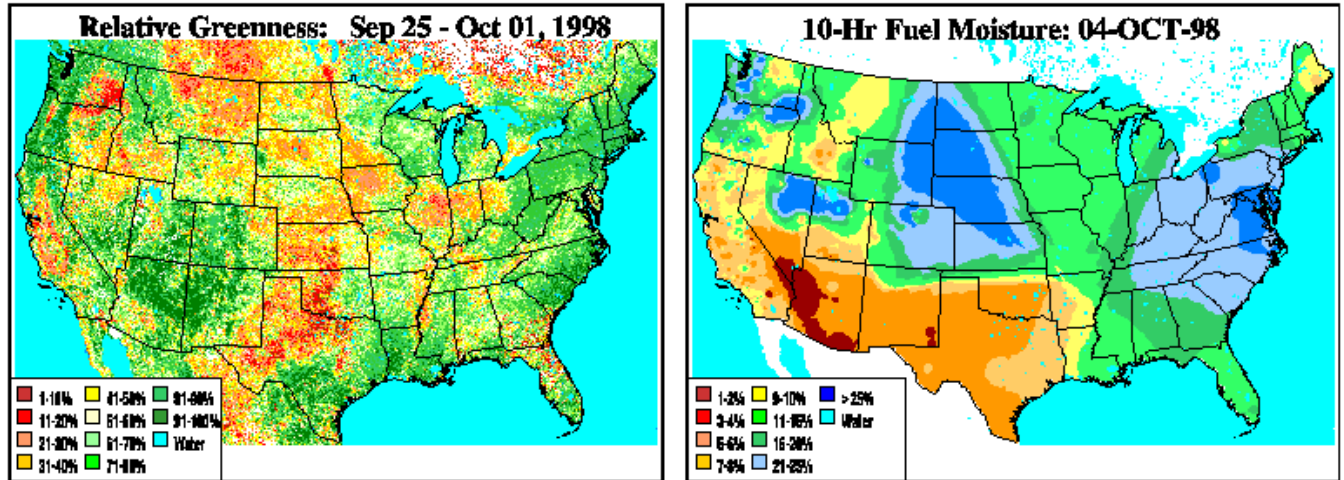 Relative Greenness: Sep 25 - Oct 01, 1998
1-10% 41-50% 81-90%
11-20% 51-60% 91-100%
21-30% 61-70% Water
31-40% 71-80%
10-Hr Fuel Moisture: 04-OCT-98
1-2% 9-10% > 25%
3-4% 11-15% Water
5-6% 16-20%
7-8% 21-25%